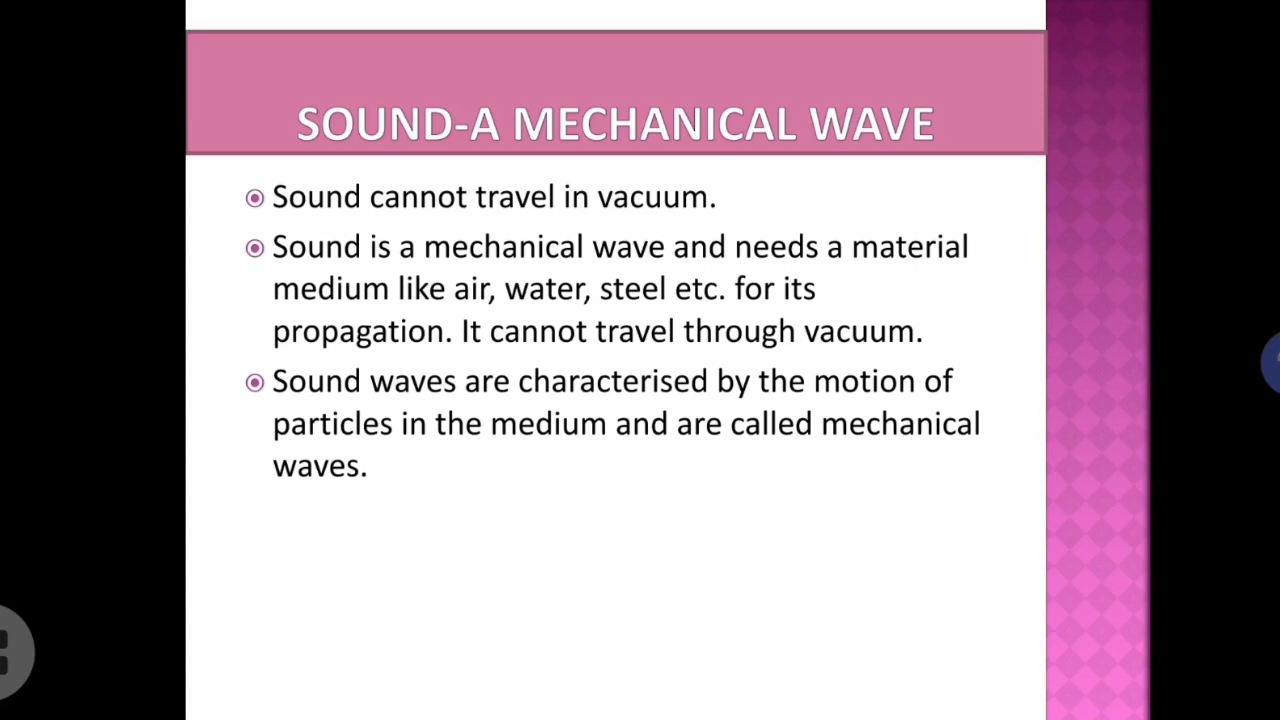 SOUND-A MECHANICAL WAVE
Sound cannot travel in vacuum.
Sound is a mechanical wave and needs a material
medium like air, water, steel etc. for its
propagation. It cannot travel through vacuum.
Sound waves are characterised by the motion of
particles in the medium and are called mechanical
waves.